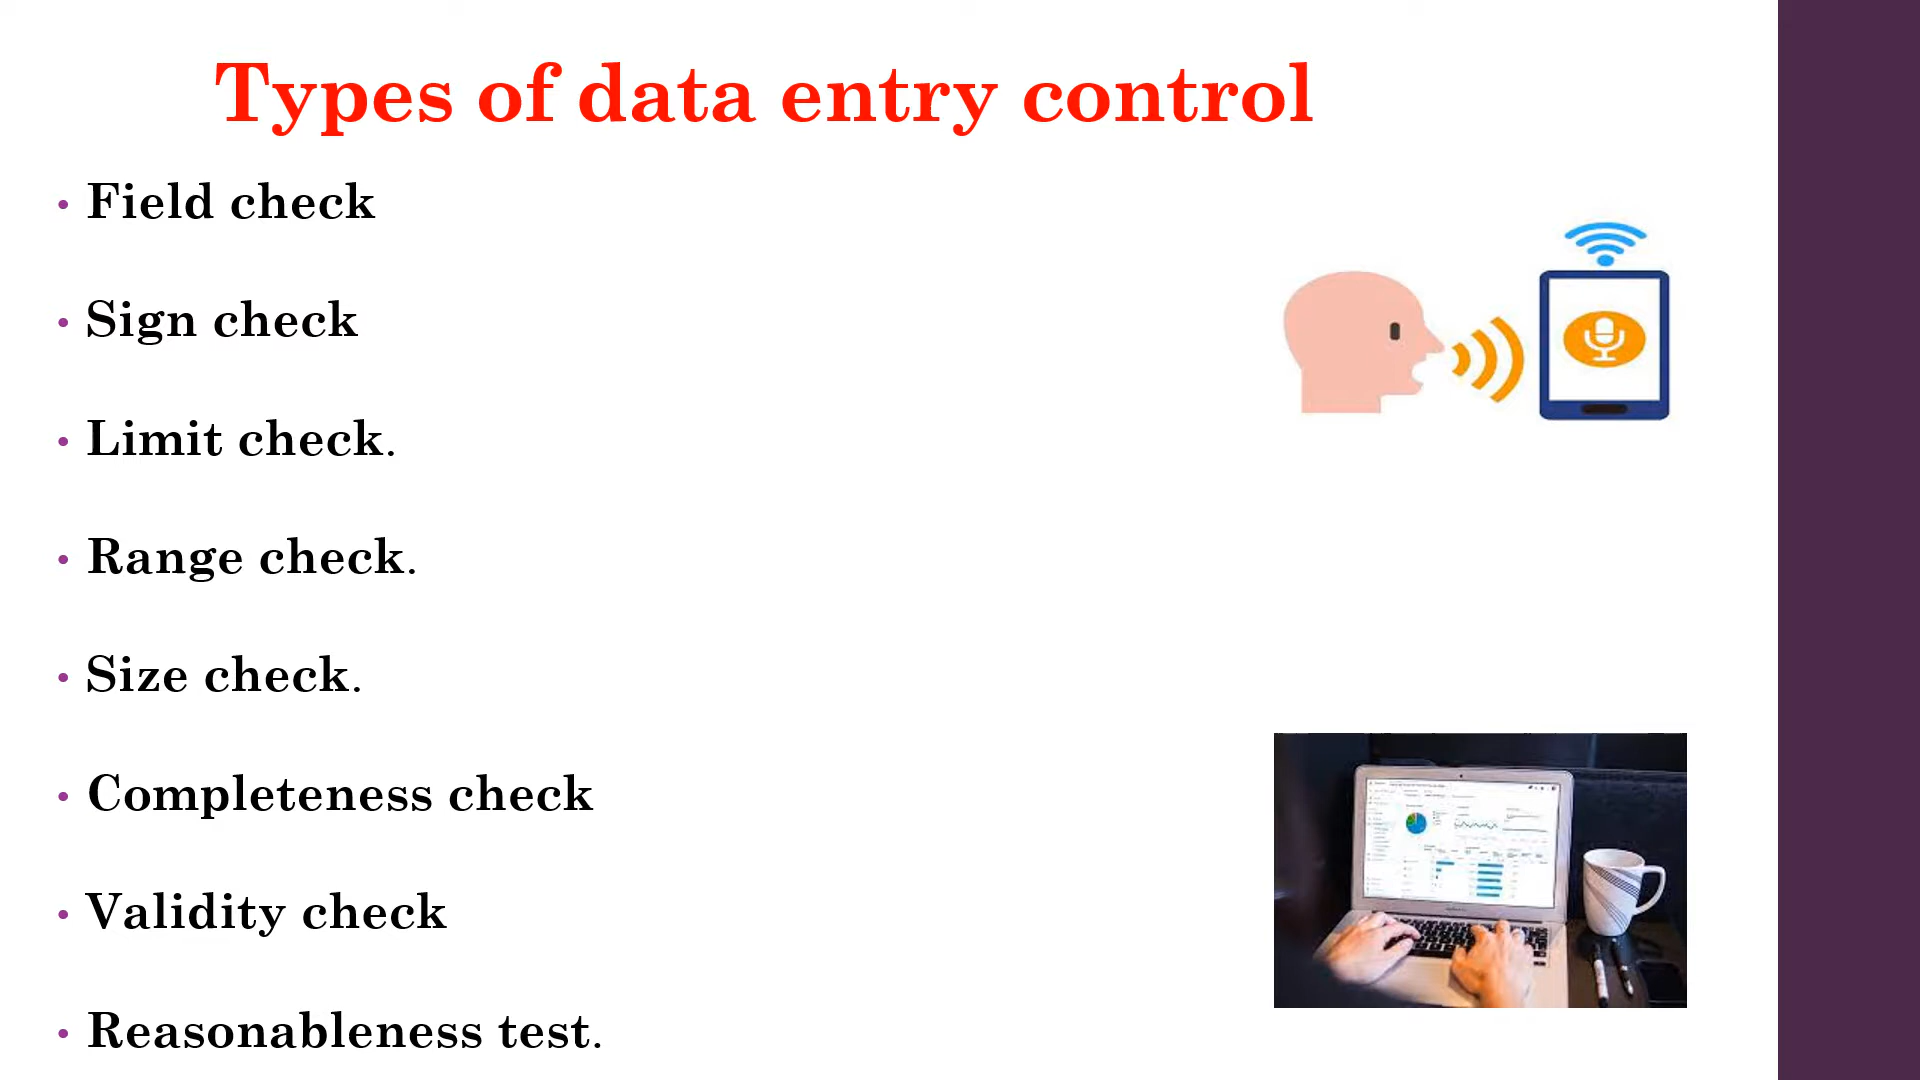 Types of data entry control
• Field check
• Sign check
• Limit check.
• Range check.
• Size check.
• Completeness check
• Validity check
• Reasonableness test.